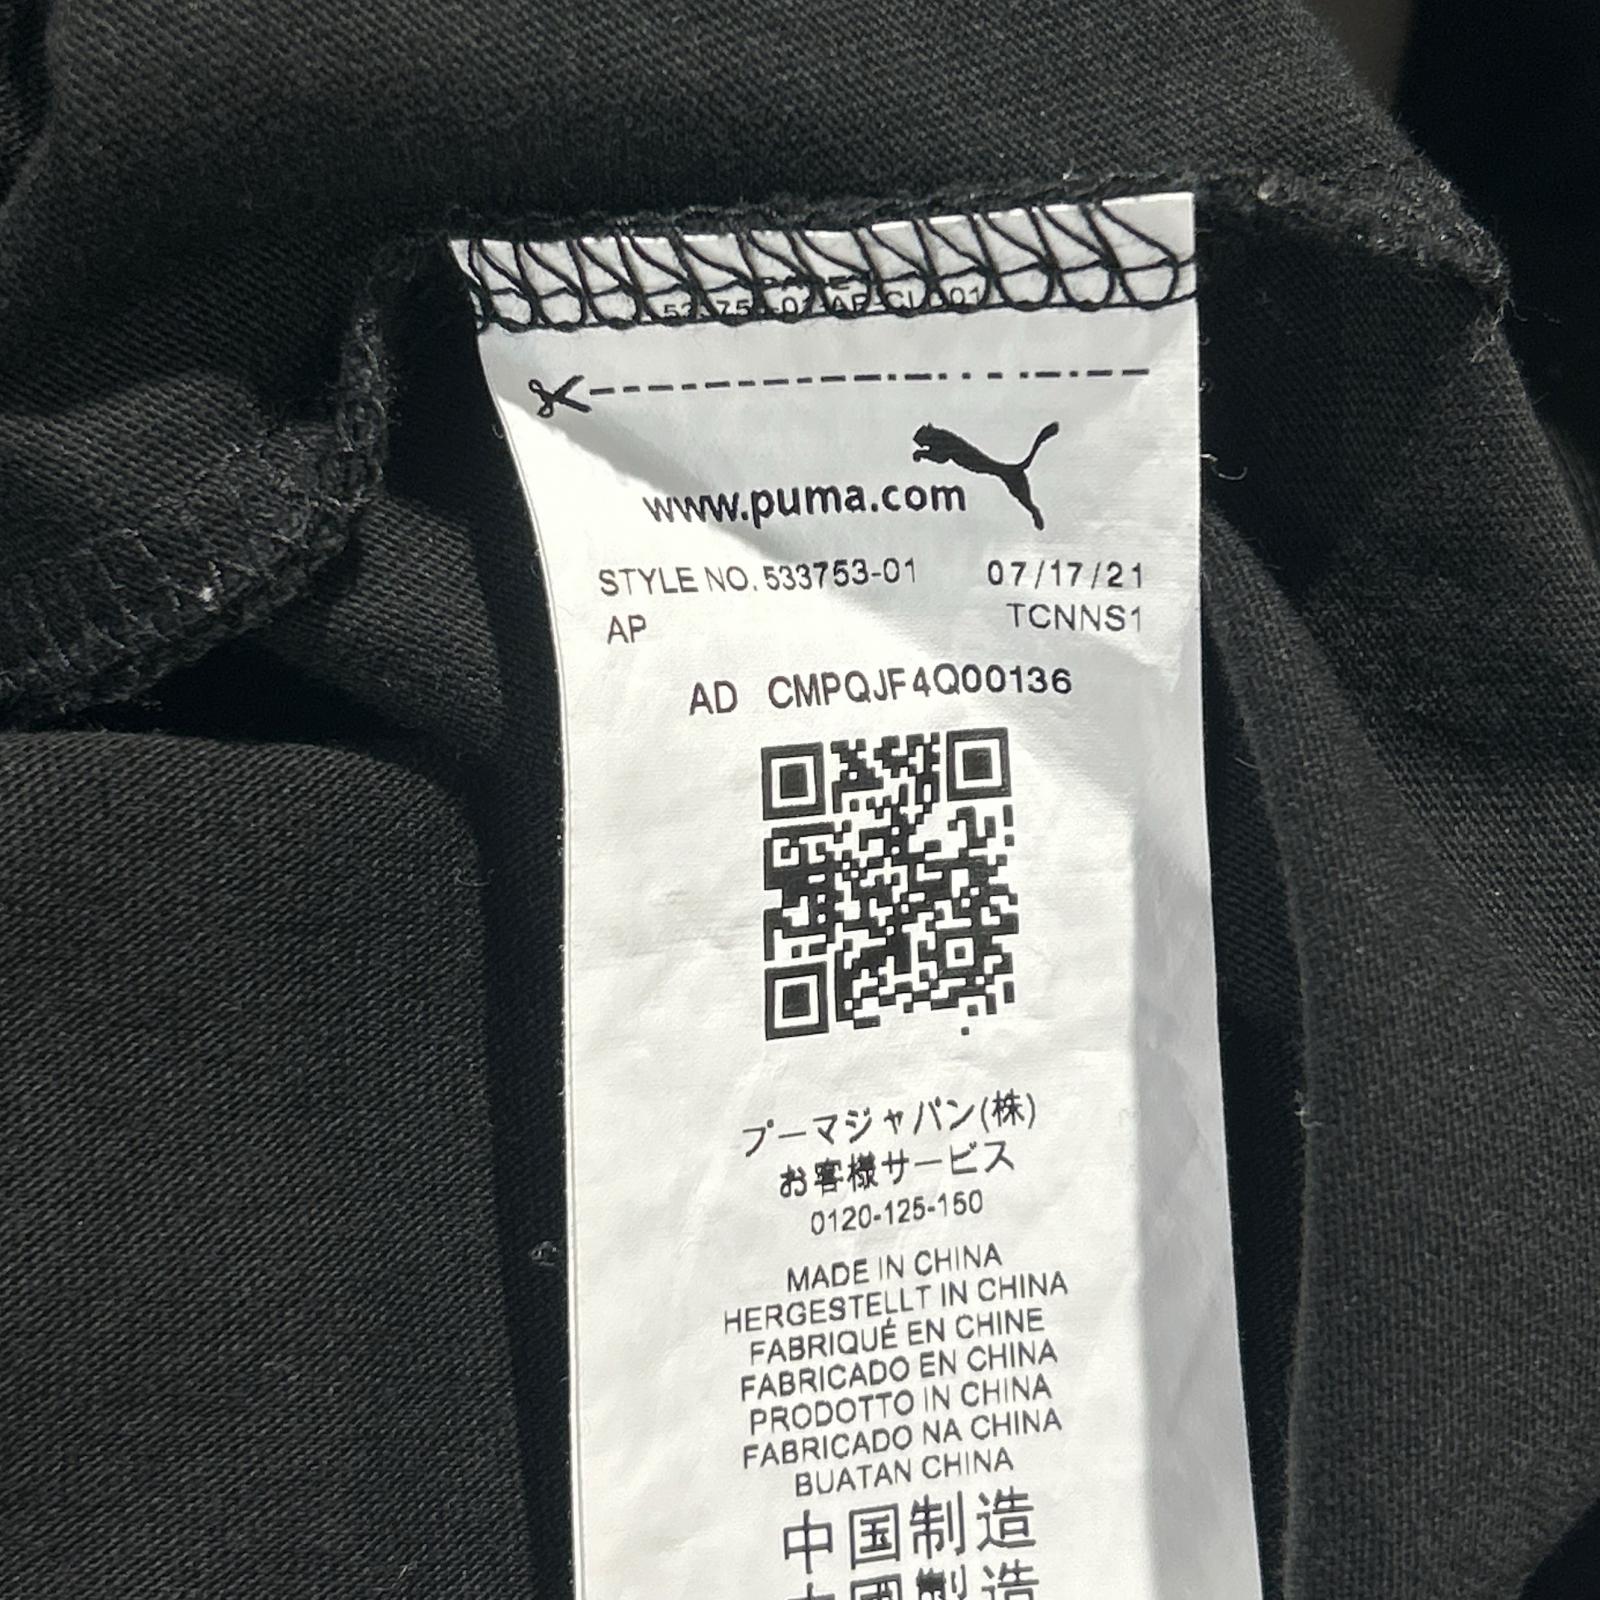 www.puma.com
STYLE NO. 533753-01 07/17/21
AP TCNNS1
AD CMPQJF4Q00136
プーマジャパン(株)
お客様サービス
0120-125-150
MADE IN CHINA
HERGESTELLT IN CHINA
FABRIQUÉ EN CHINE
FABRICADO EN CHINA
PRODOTTO IN CHINA
FABRICADO NA CHINA
BUATAN CHINA
中国制造